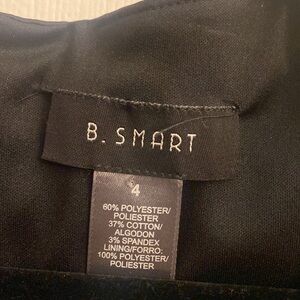 B. SMART
4
60% POLYESTER/
POLIESTER
37% COTTON/
ALGODON
3% SPANDEX
LINING/FORRO:
100% POLYESTER/
POLIESTER